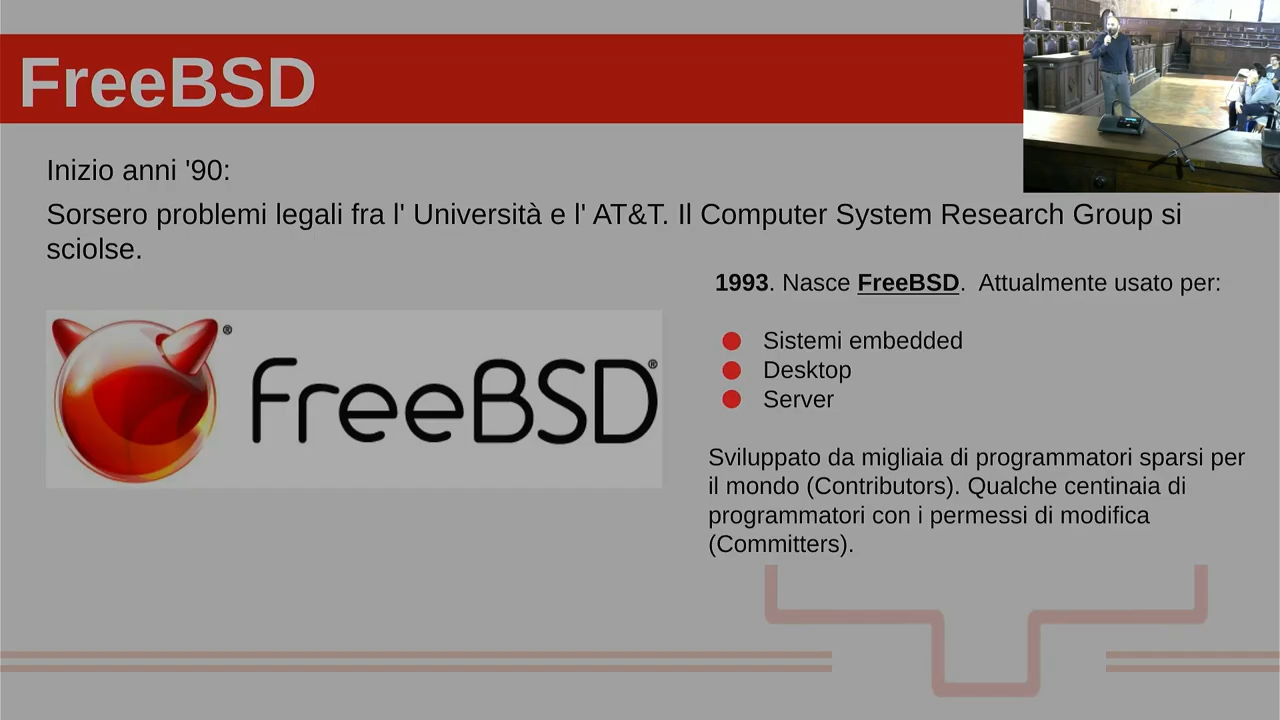 FreeBSD
Inizio anni '90:
Sorsero problemi legali fra l' Università e l' AT&T. Il Computer System Research Group si
sciolse.
1993. Nasce FreeBSD.  Attualmente usato per:
Sistemi embedded
Desktop
Server
FreeBSD®
®
Sviluppato da migliaia di programmatori sparsi per
il mondo (Contributors). Qualche centinaia di
programmatori con i permessi di modifica
(Committers).